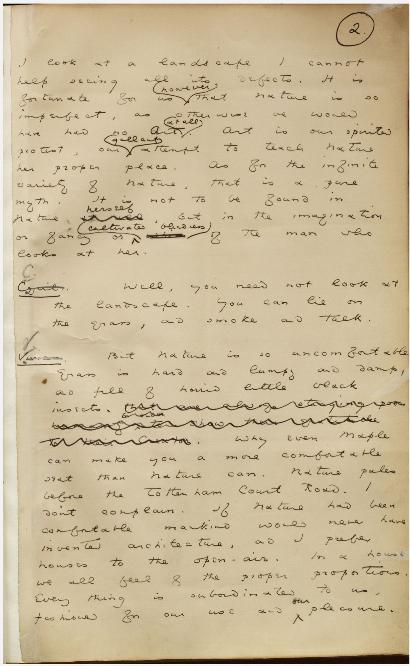 2.
I look at a landscape I cannot
help seeing all its defects. It is
fortunate for us however that nature is so
imperfect, as otherwise we would
have had no Art at all. Art is our spirited
protest, our gallant attempt to teach Nature
her proper place. As for the infinite
variety of Nature, that is a pure
myth. It is not to be found in
Nature herself, but in the imagination
or fancy or cultivated blindness of the man who
looks at her.
C.
Well, you need not look at
the landscape. You can lie on
the grass, and smoke and talk.
V
Vivian. But Nature is so uncomfortable
Grass is hard and lumpy and damp,
and full of horrid little black
insects.
Why even Maple
can make you a more comfortable
seat than Nature can. Nature pales
before the Tottenham Court Road. I
don't complain. If Nature had been
comfortable mankind would never have
invented architecture, and I prefer
houses to the open-air. In a house
we all feel of the proper proportions.
Every thing is subordinated to us,
fashioned for our use and our pleasure.